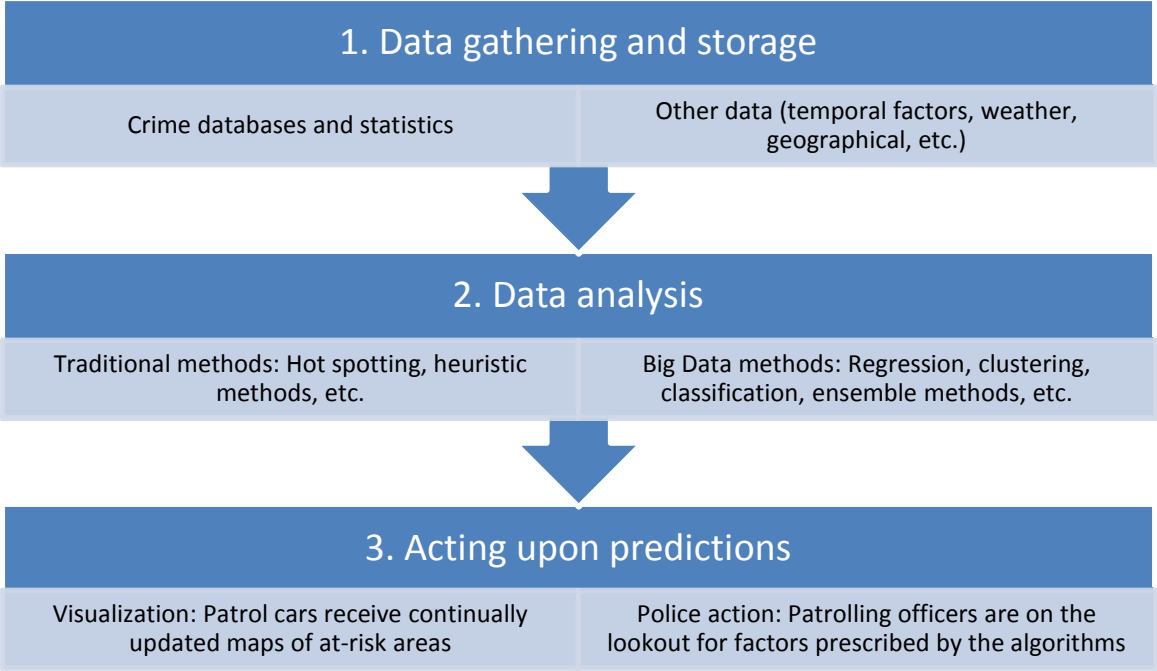 1. Data gathering and storage
Crime databases and statistics
Other data (temporal factors, weather,
geographical, etc.)
2. Data analysis
Traditional methods: Hot spotting, heuristic
methods, etc.
Big Data methods: Regression, clustering,
classification, ensemble methods, etc.
3. Acting upon predictions
Visualization: Patrol cars receive continually
updated maps of at-risk areas
Police action: Patrolling officers are on the
lookout for factors prescribed by the algorithms